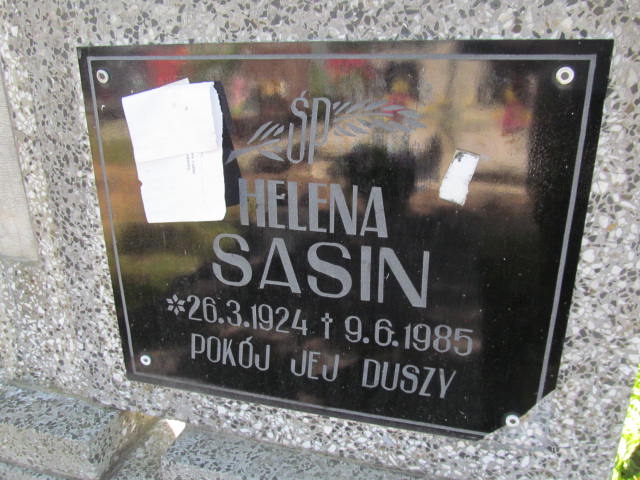 ŚP
HELENA
SASIN
*26.3.1924 † 9.6.1985
POKÓJ JEJ DUSZY